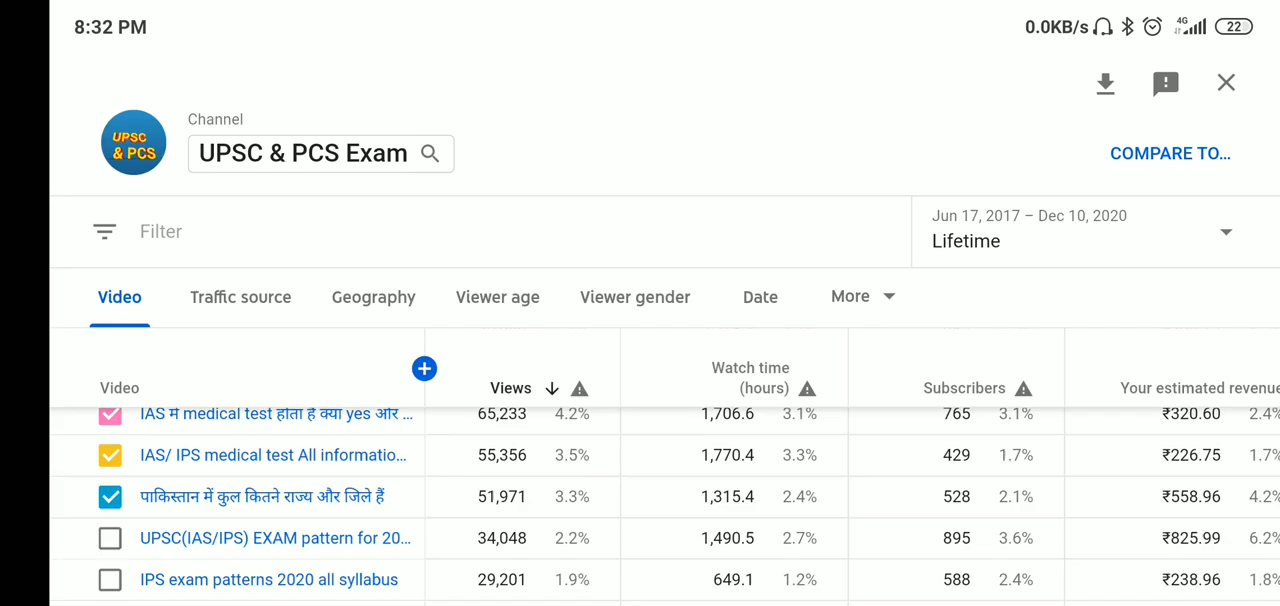 8:32 PM 0.0KB/s 4G 22
Channel
UPSC & PCS
UPSC & PCS Exam
COMPARE TO...
Filter
Jun 17, 2017 – Dec 10, 2020
Lifetime
Video Traffic source Geography Viewer age Viewer gender Date More
Video Views Watch time (hours) Subscribers Your estimated revenue
IAS में medical test होता है क्या yes और ... 65,233 4.2% 1,706.6 3.1% 765 3.1% ₹320.60 2.4%
IAS/ IPS medical test All informatio... 55,356 3.5% 1,770.4 3.3% 429 1.7% ₹226.75 1.7%
पाकिस्तान में कुल कितने राज्य और जिले हैं 51,971 3.3% 1,315.4 2.4% 528 2.1% ₹558.96 4.2%
UPSC(IAS/IPS) EXAM pattern for 20... 34,048 2.2% 1,490.5 2.7% 895 3.6% ₹825.99 6.2%
IPS exam patterns 2020 all syllabus 29,201 1.9% 649.1 1.2% 588 2.4% ₹238.96 1.8%